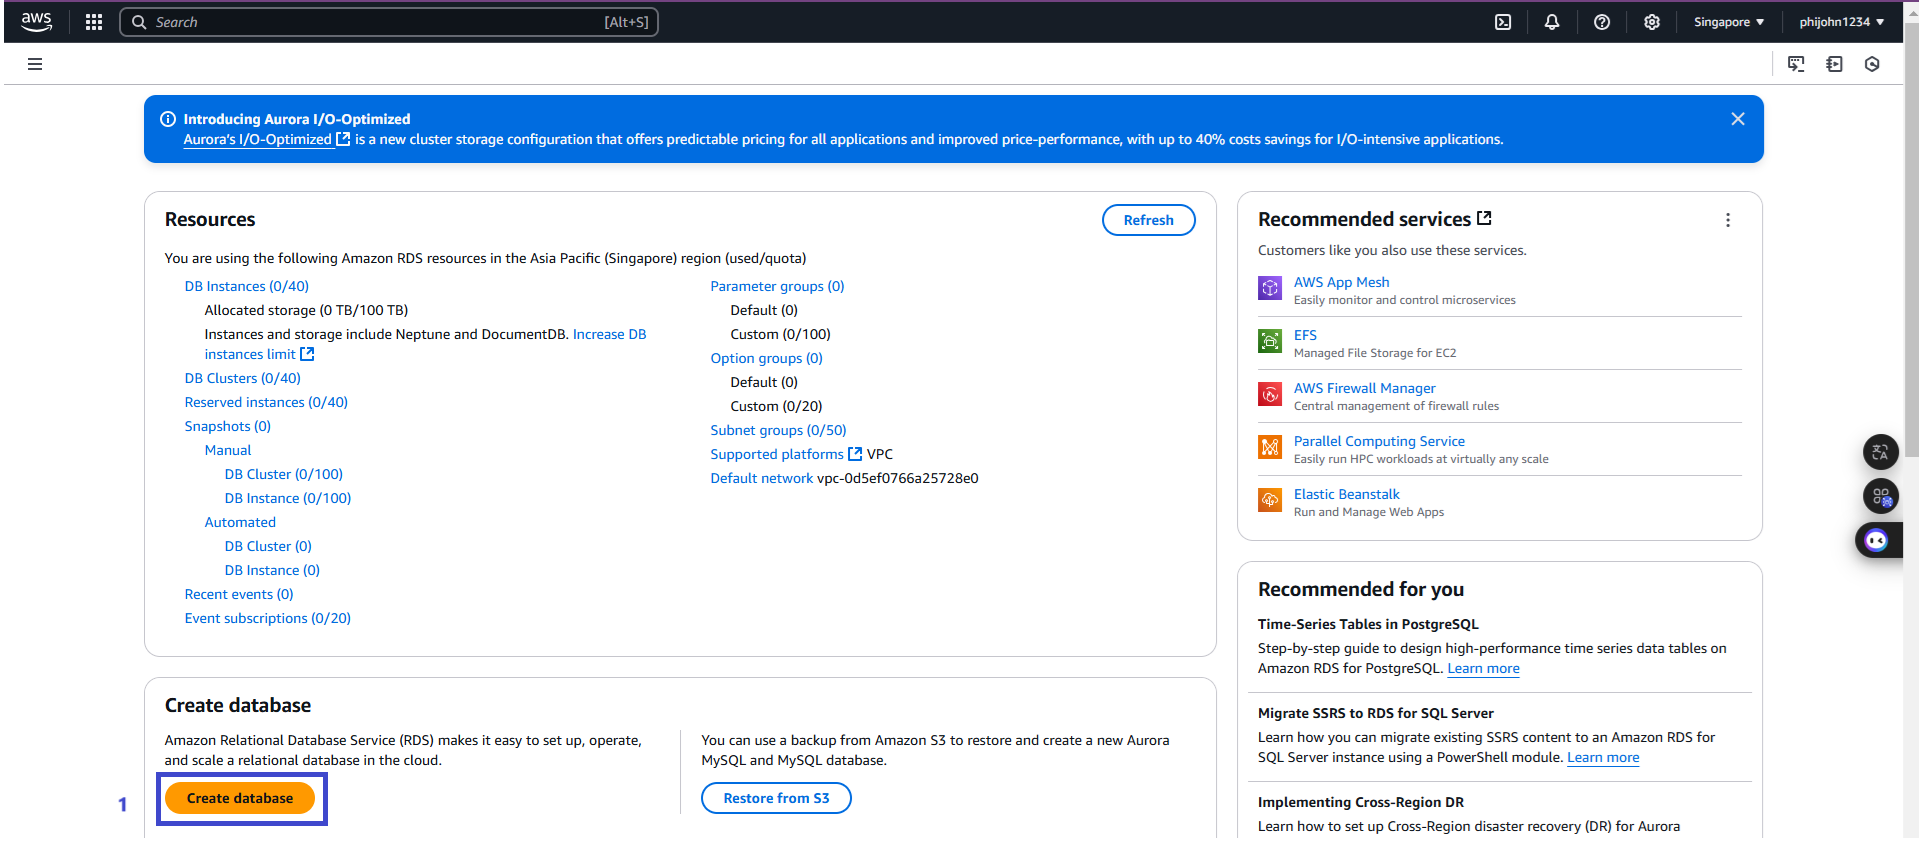 aws
Search
[Alt+S]
Singapore
phijohn1234
Introducing Aurora I/O-Optimized
Aurora's I/O-Optimized is a new cluster storage configuration that offers predictable pricing for all applications and improved price-performance, with up to 40% costs savings for I/O-intensive applications.
Resources
Refresh
You are using the following Amazon RDS resources in the Asia Pacific (Singapore) region (used/quota)
DB Instances (0/40)
Allocated storage (0 TB/100 TB)
Instances and storage include Neptune and DocumentDB. Increase DB
instances limit
DB Clusters (0/40)
Reserved instances (0/40)
Snapshots (0)
Manual
DB Cluster (0/100)
DB Instance (0/100)
Automated
DB Cluster (0)
DB Instance (0)
Recent events (0)
Event subscriptions (0/20)
Parameter groups (0)
Default (0)
Custom (0/100)
Option groups (0)
Default (0)
Custom (0/20)
Subnet groups (0/50)
Supported platforms VPC
Default network vpc-0d5ef0766a25728e0
Create database
Amazon Relational Database Service (RDS) makes it easy to set up, operate,
and scale a relational database in the cloud.
1
Create database
You can use a backup from Amazon S3 to restore and create a new Aurora
MySQL and MySQL database.
Restore from S3
Recommended services
Customers like you also use these services.
AWS App Mesh
Easily monitor and control microservices
EFS
Managed File Storage for EC2
AWS Firewall Manager
Central management of firewall rules
Parallel Computing Service
Easily run HPC workloads at virtually any scale
Elastic Beanstalk
Run and Manage Web Apps
Recommended for you
Time-Series Tables in PostgreSQL
Step-by-step guide to design high-performance time series data tables on
Amazon RDS for PostgreSQL. Learn more
Migrate SSRS to RDS for SQL Server
Learn how you can migrate existing SSRS content to an Amazon RDS for
SQL Server instance using a PowerShell module. Learn more
Implementing Cross-Region DR
Learn how to set up Cross-Region disaster recovery (DR) for Aurora